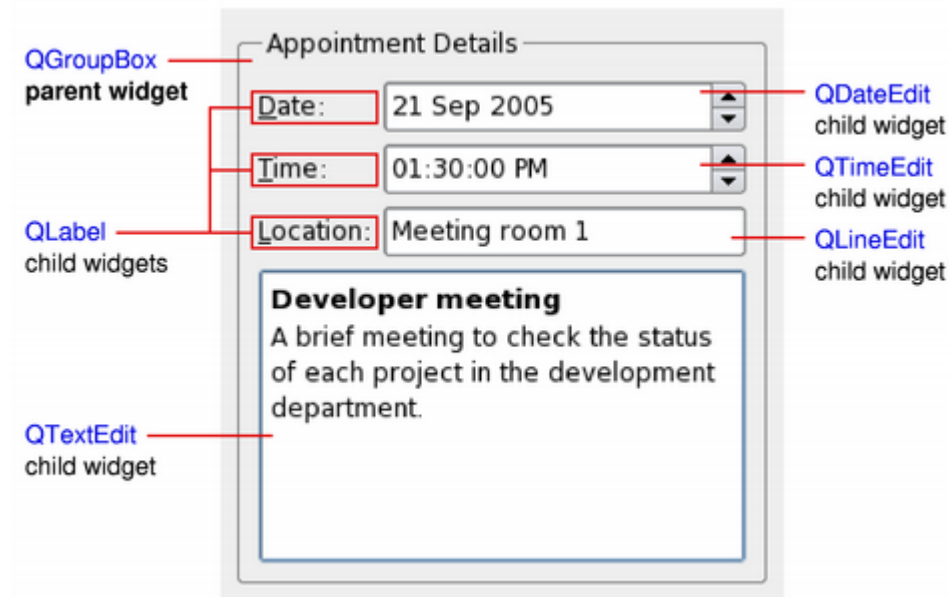 Appointment Details
QGroupBox
parent widget
Date:
21 Sep 2005
QDateEdit
child widget
Time:
01:30:00 PM
QTimeEdit
child widget
QLabel
child widgets
Location:
Meeting room 1
QLineEdit
child widget
Developer meeting
A brief meeting to check the status
of each project in the development
department.
QTextEdit
child widget